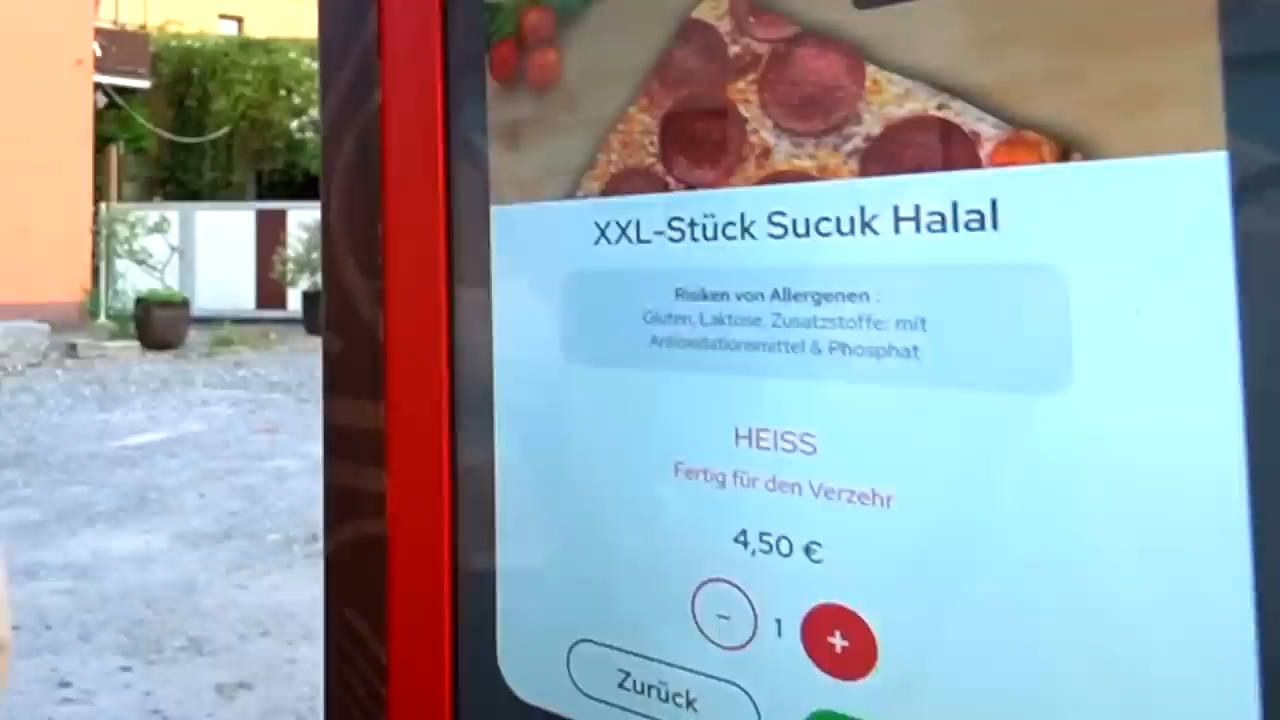 XXL-Stück Sucuk Halal
Risiken von Allergenen :
Gluten, Laktose, Zusatzstoffe: mit
Antioxidationsmittel & Phosphat
HEISS
Fertig für den Verzehr
4,50 €
− 1 +
Zurück